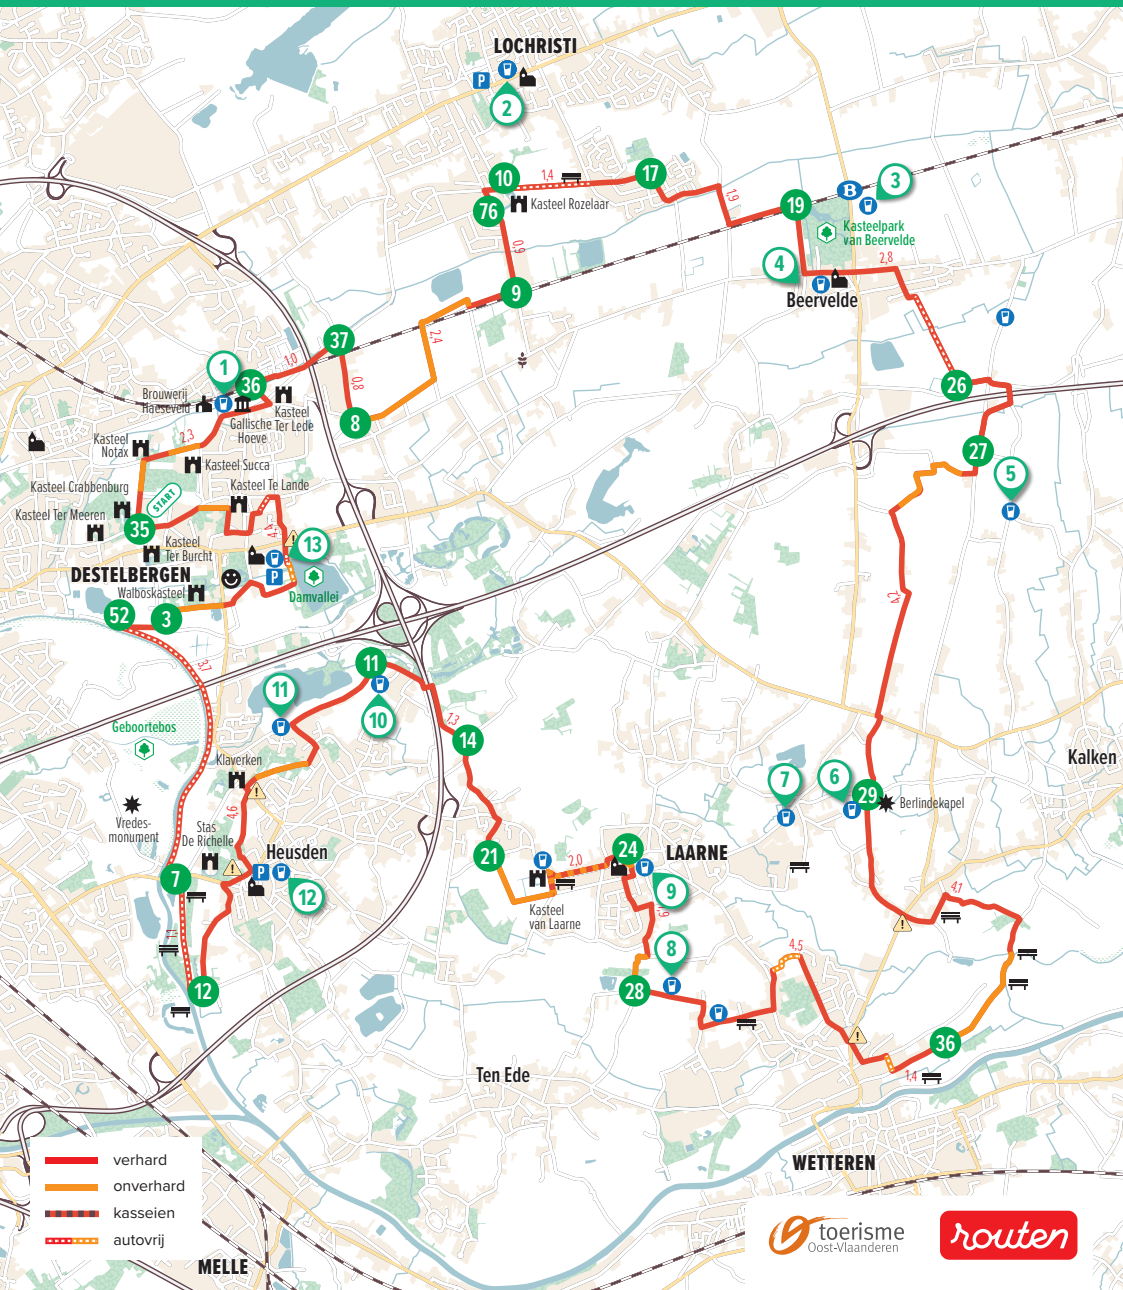 LOCHRISTI
P
2
10
1,4
17
76
Kasteel Rozelaar
1,9
19
B
3
Kasteelpark
van Beervelde
0,9
4
2,8
Beervelde
9
37
2,4
1,0
1
36
0,8
26
Brouwerij
Haeseveld
Kasteel
Ter Lede
Gallische
Hoeve
8
2,3
Kasteel
Notax
Kasteel Succa
27
5
Kasteel Crabbenburg
START
Kasteel Te Lande
Kasteel Ter Meeren
35
4,4
Kasteel
Ter Burcht
!
13
P
DESTELBERGEN
Walboskasteel
Damvallei
4,2
52
3
3,7
11
11
10
1,3
14
Geboortebos
Klaverken
!
Kalken
7
6
29
Berlindekapel
Vredes-
monument
Stas
De Richelle
4,6
Heusden
!
P
12
7
21
2,0
24
LAARNE
9
Kasteel
van Laarne
1,9
4,1
!
8
1,1
4,5
12
28
!
36
1,4
Ten Ede
WETTEREN
verhard
onverhard
kasseien
autovrij
MELLE
toerisme
Oost-Vlaanderen
routen